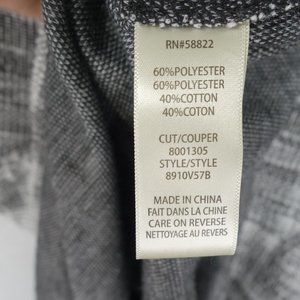 RN#58822
60%POLYESTER
60%POLYESTER
40%COTTON
40%COTON
CUT/COUPER
8001305
STYLE/STYLE
8910V57B
MADE IN CHINA
FAIT DANS LA CHINE
CARE ON REVERSE
NETTOYAGE AU REVERS